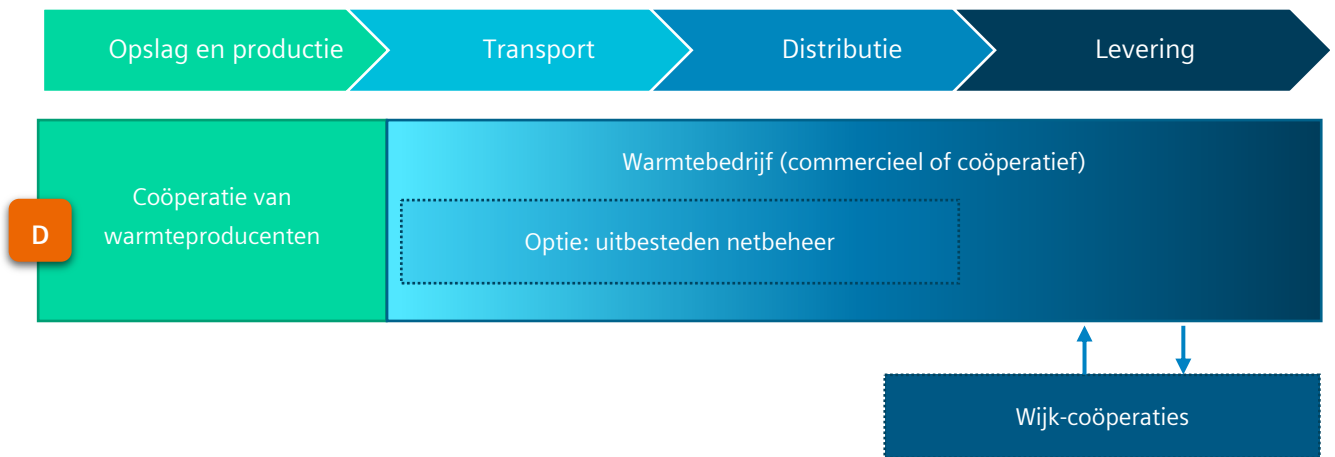 Opslag en productie
Transport
Distributie
Levering
Warmtebedrijf (commercieel of coöperatief)
Coöperatie van
warmteproducenten
D
Optie: uitbesteden netbeheer
Wijk-coöperaties